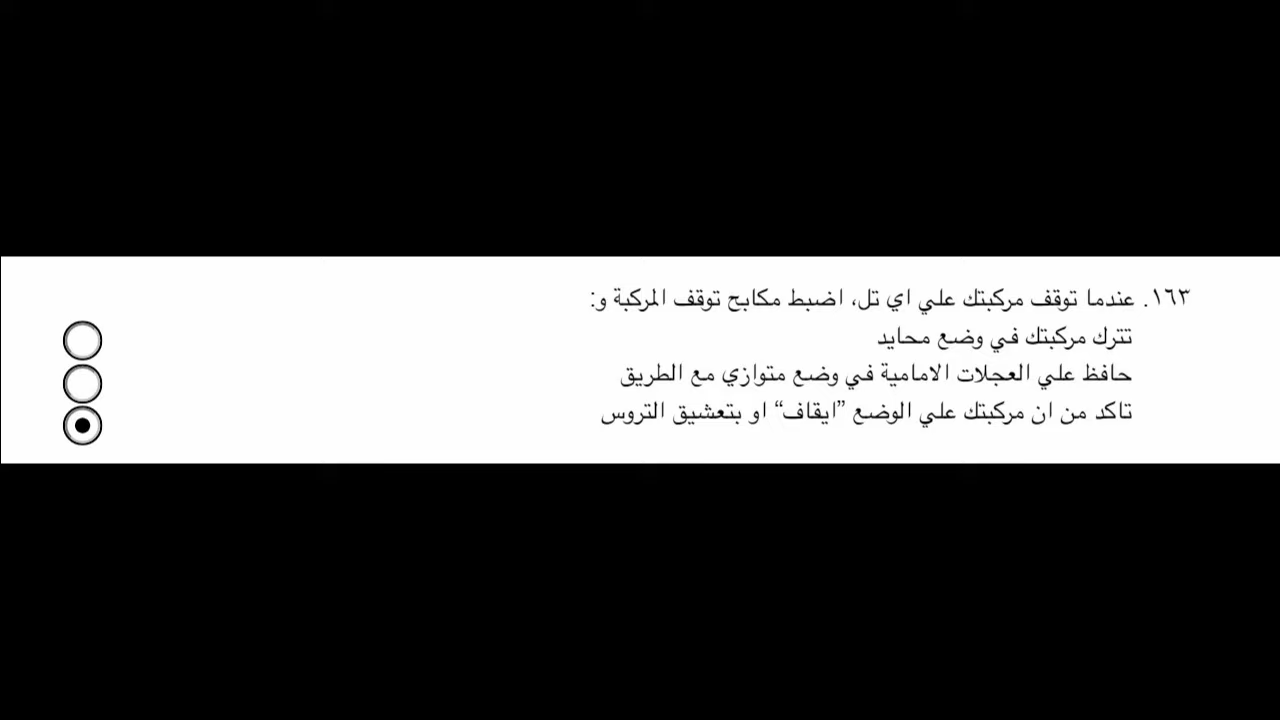 ١٦٣. عندما توقف مركبتك علي اي تل، اضبط مكابح توقف المركبة و:
تترك مركبتك في وضع محايد
حافظ علي العجلات الامامية في وضع متوازي مع الطريق
تاكد من ان مركبتك علي الوضع ”ايقاف“ او بتعشيق التروس